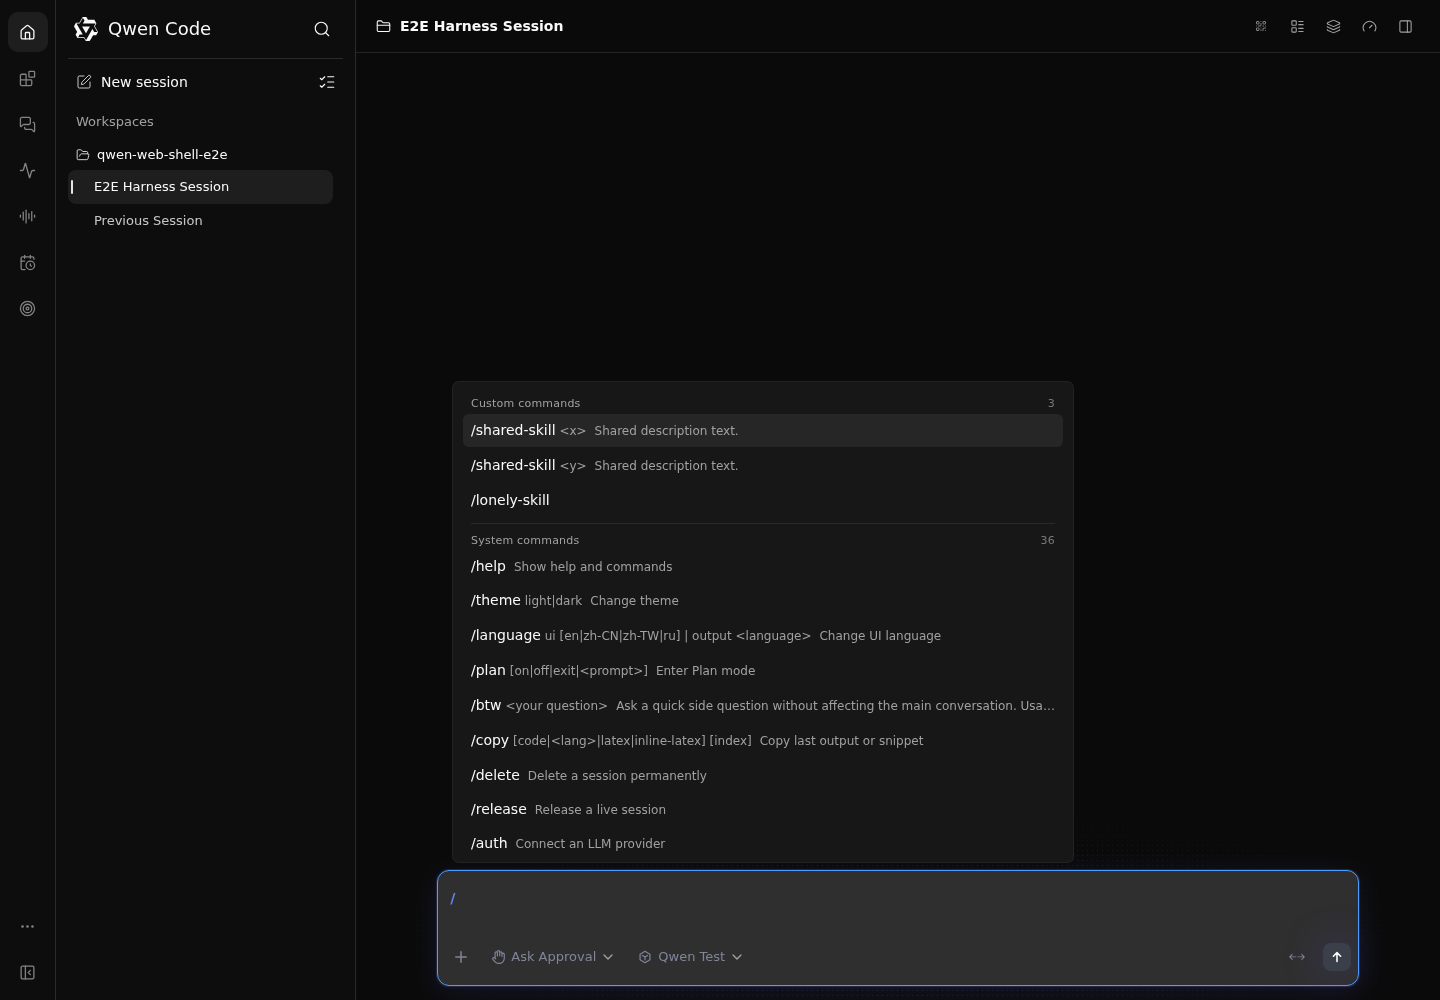 Qwen Code
E2E Harness Session
New session
Workspaces
qwen-web-shell-e2e
E2E Harness Session
Previous Session
Custom commands 3
/shared-skill <x> Shared description text.
/shared-skill <y> Shared description text.
/lonely-skill
System commands 36
/help Show help and commands
/theme light|dark Change theme
/language ui [en|zh-CN|zh-TW|ru] | output <language> Change UI language
/plan [on|off|exit|<prompt>] Enter Plan mode
/btw <your question> Ask a quick side question without affecting the main conversation. Usa…
/copy [code|<lang>|latex|inline-latex] [index] Copy last output or snippet
/delete Delete a session permanently
/release Release a live session
/auth Connect an LLM provider
/
Ask Approval
Qwen Test